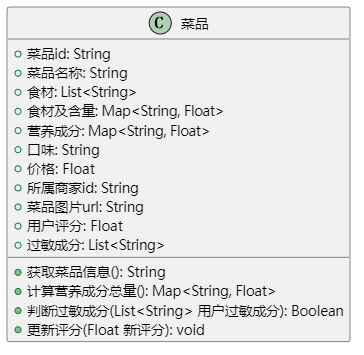 C 菜品
菜品id: String
菜品名称: String
食材: List<String>
食材及含量: Map<String, Float>
营养成分: Map<String, Float>
口味: String
价格: Float
所属商家id: String
菜品图片url: String
用户评分: Float
过敏成分: List<String>
获取菜品信息(): String
计算营养成分总量(): Map<String, Float>
判断过敏成分(List<String> 用户过敏成分): Boolean
更新评分(Float 新评分): void